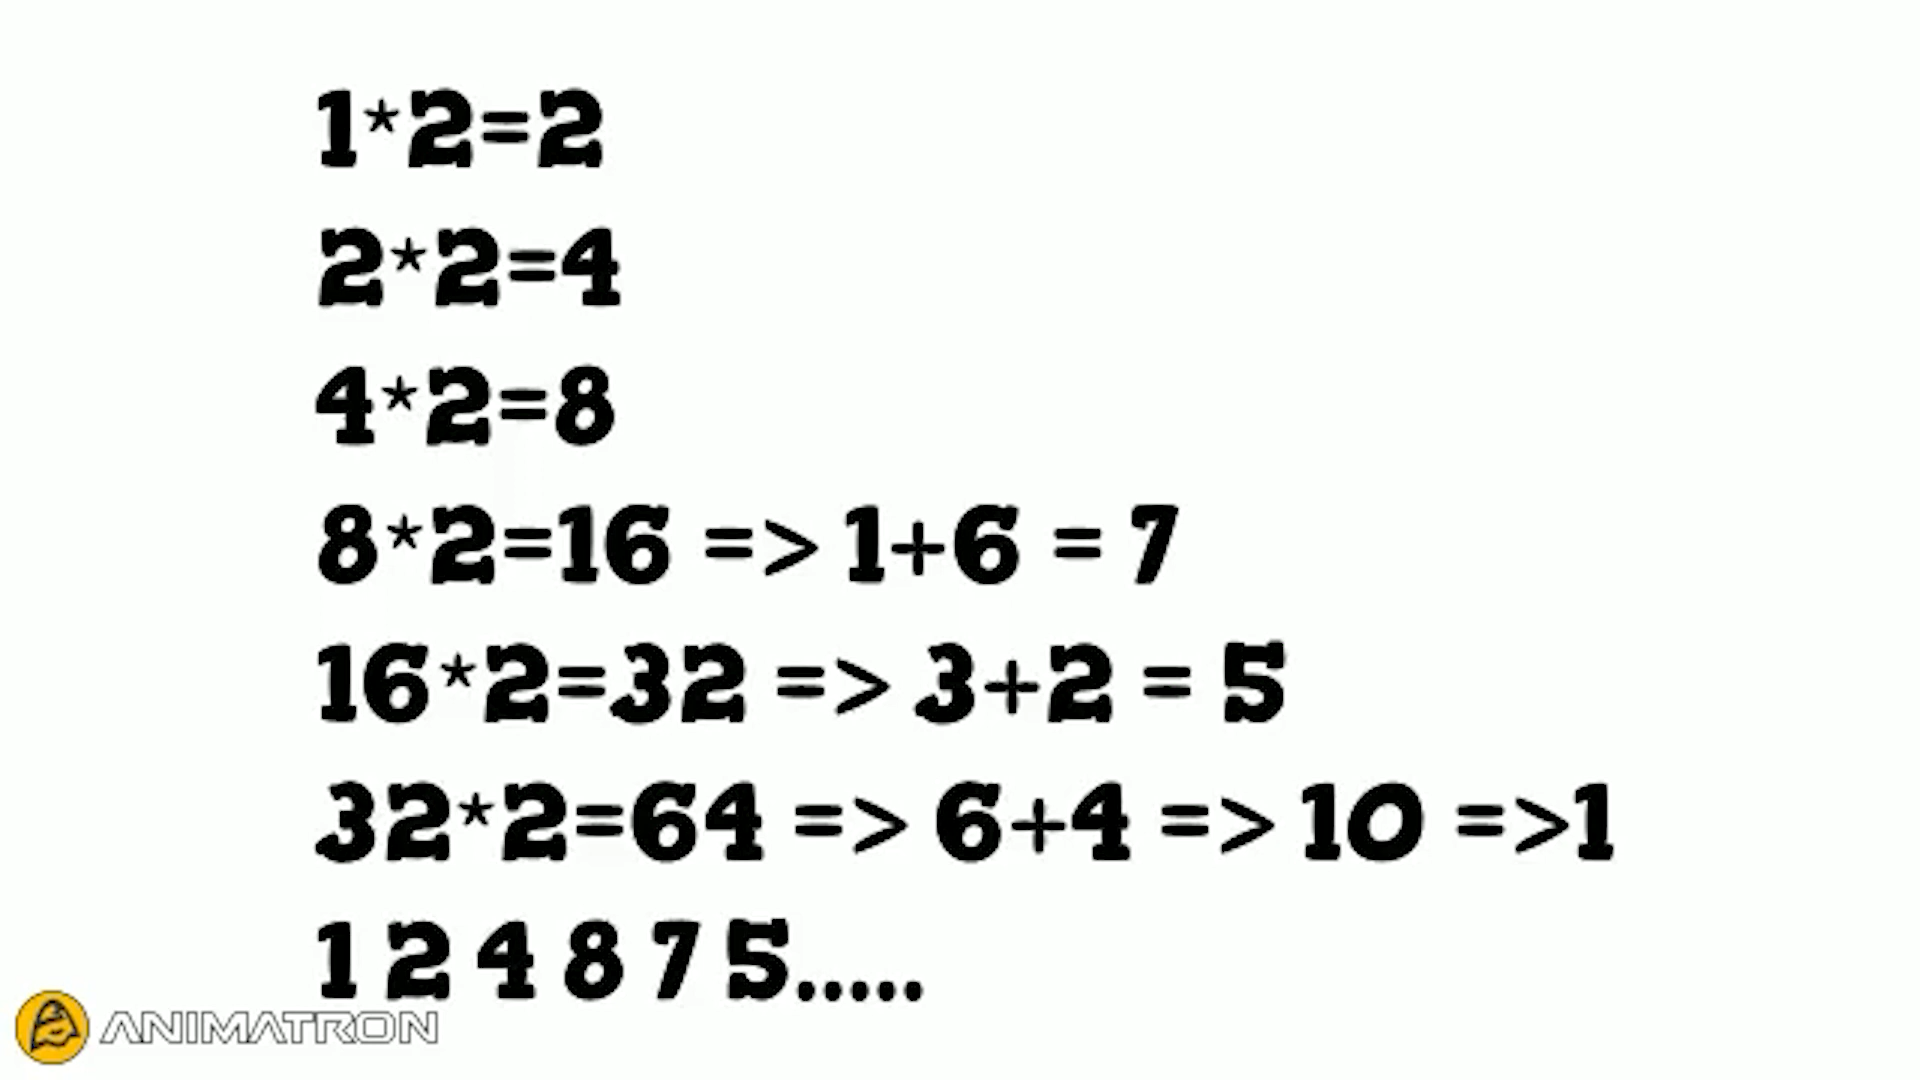 1*2=2
2*2=4
4*2=8
8*2=16 => 1+6 = 7
16*2=32 => 3+2 = 5
32*2=64 => 6+4 => 10 =>1
1 2 4 8 7 5.....
ANIMATRON